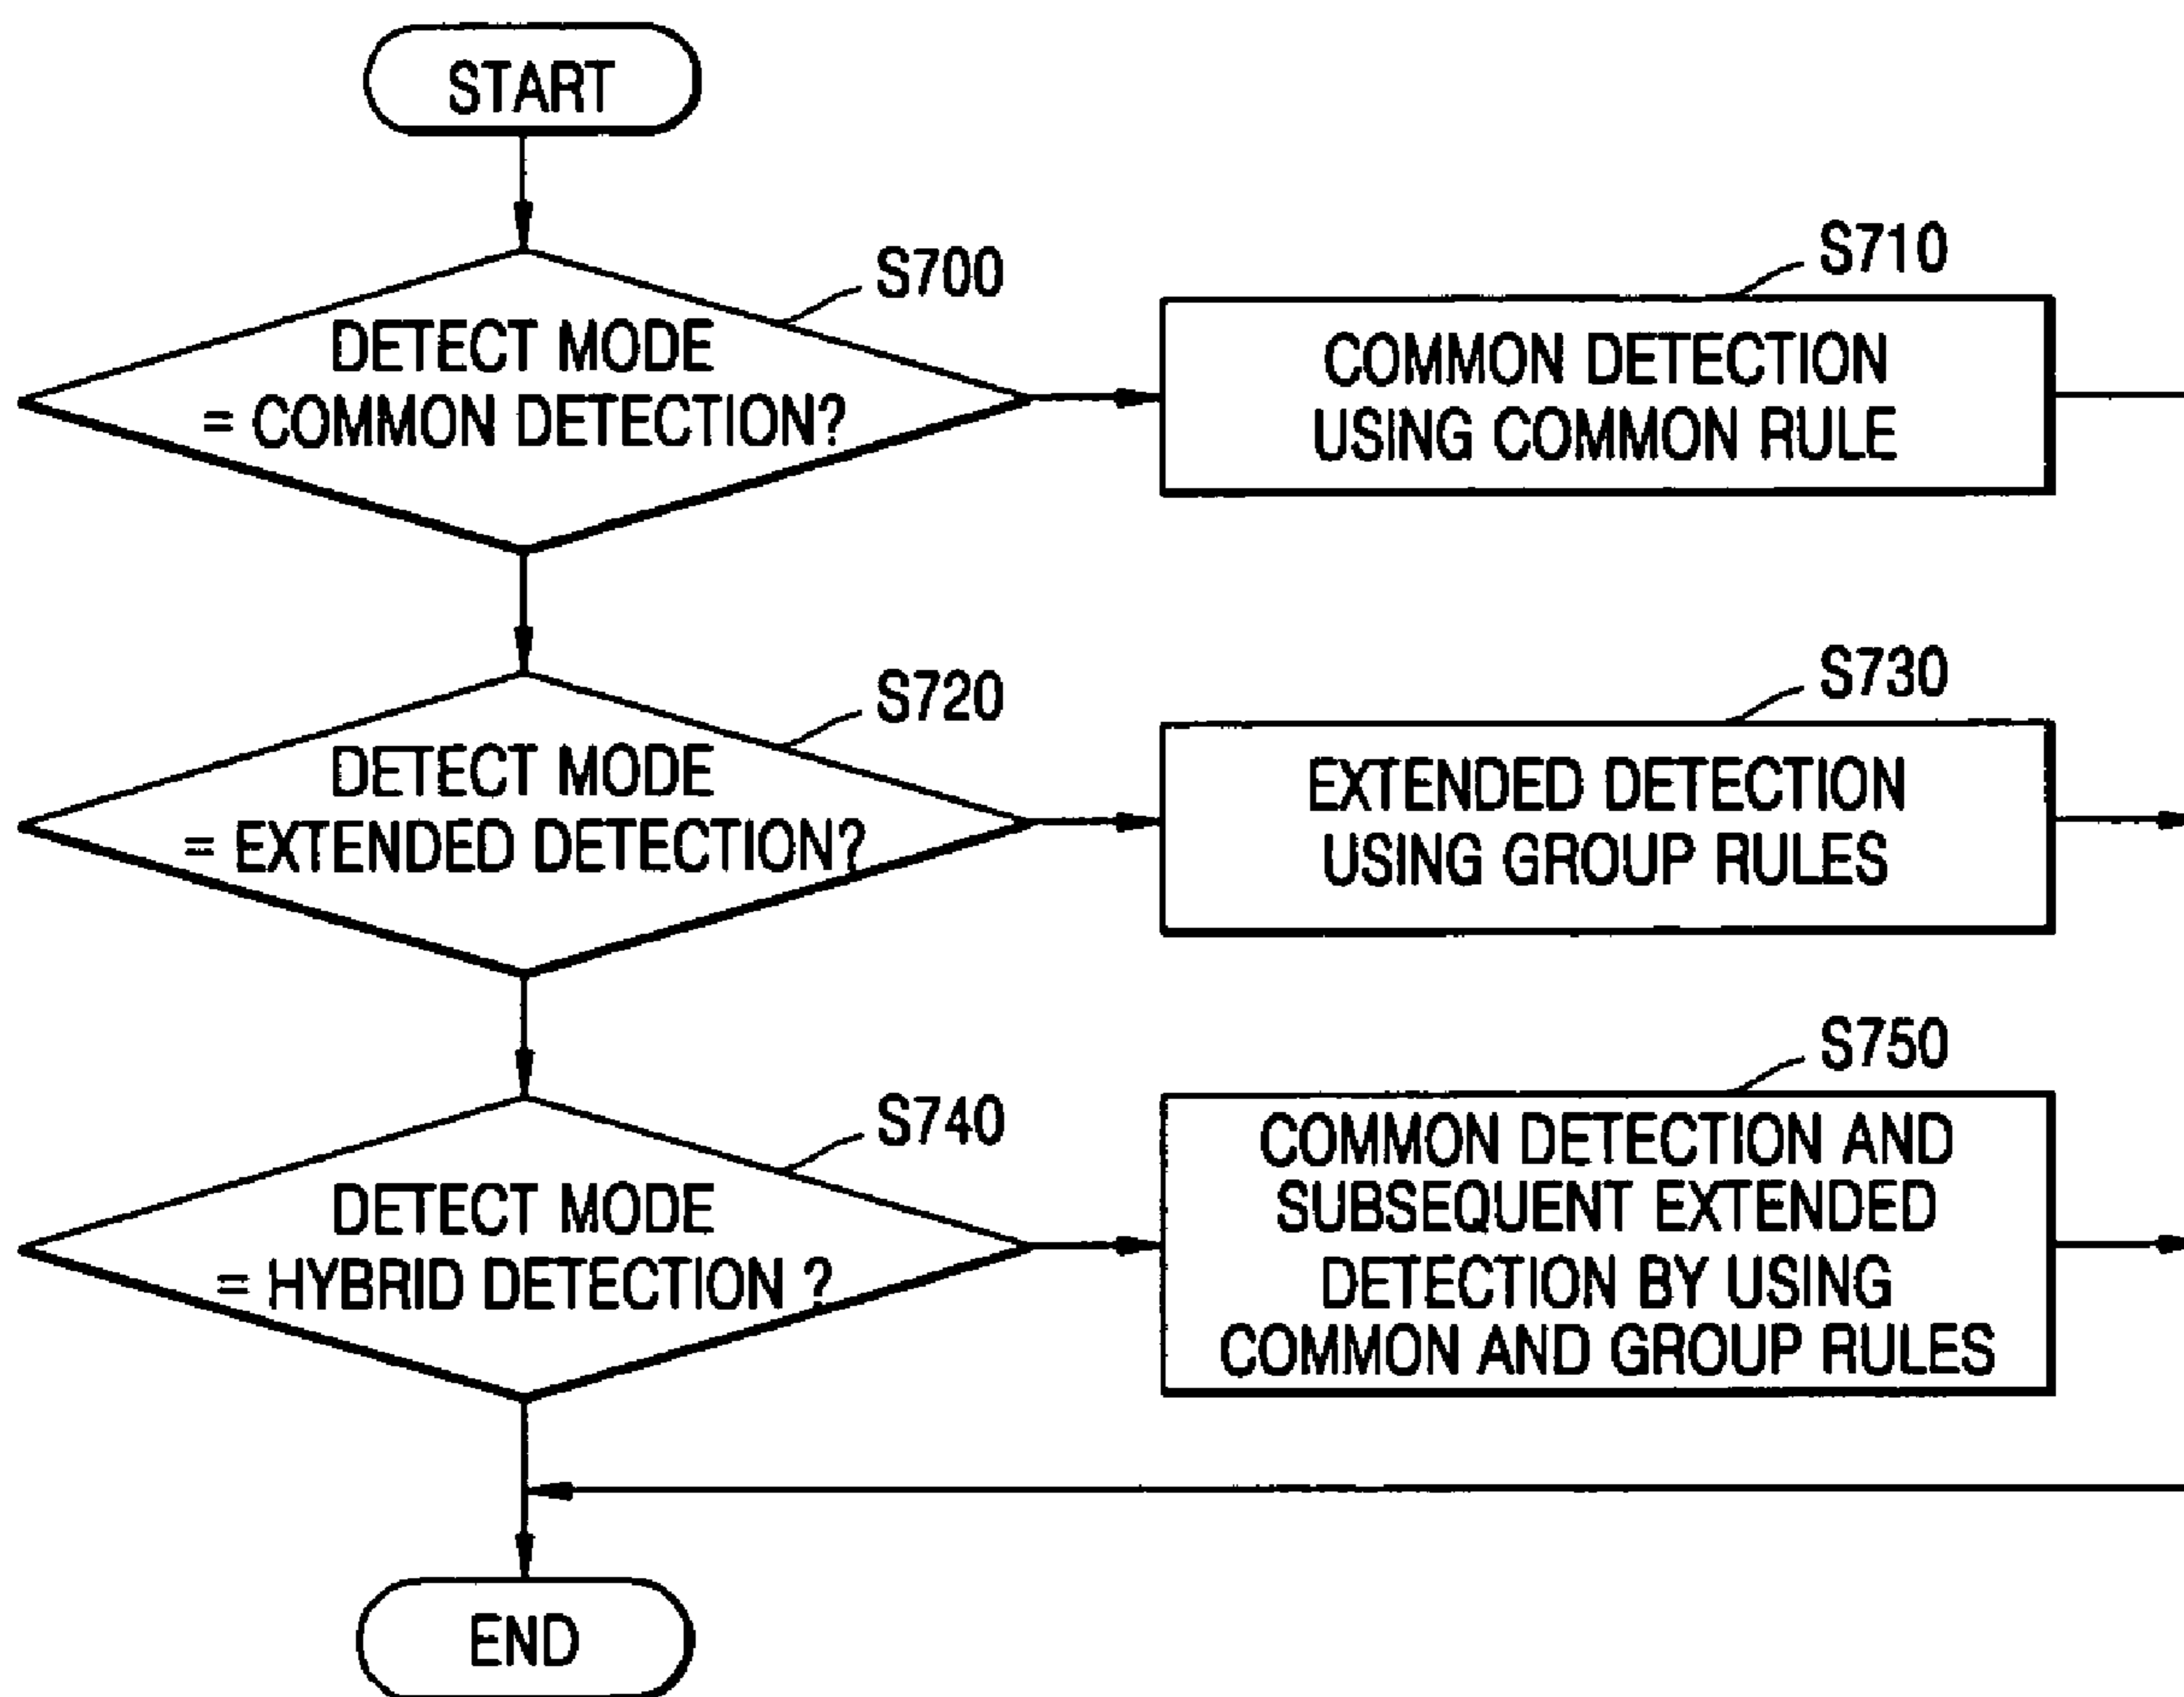 START
S700
DETECT MODE
= COMMON DETECTION?
S710
COMMON DETECTION
USING COMMON RULE
S720
DETECT MODE
= EXTENDED DETECTION?
S730
EXTENDED DETECTION
USING GROUP RULES
S740
DETECT MODE
= HYBRID DETECTION ?
S750
COMMON DETECTION AND
SUBSEQUENT EXTENDED
DETECTION BY USING
COMMON AND GROUP RULES
END